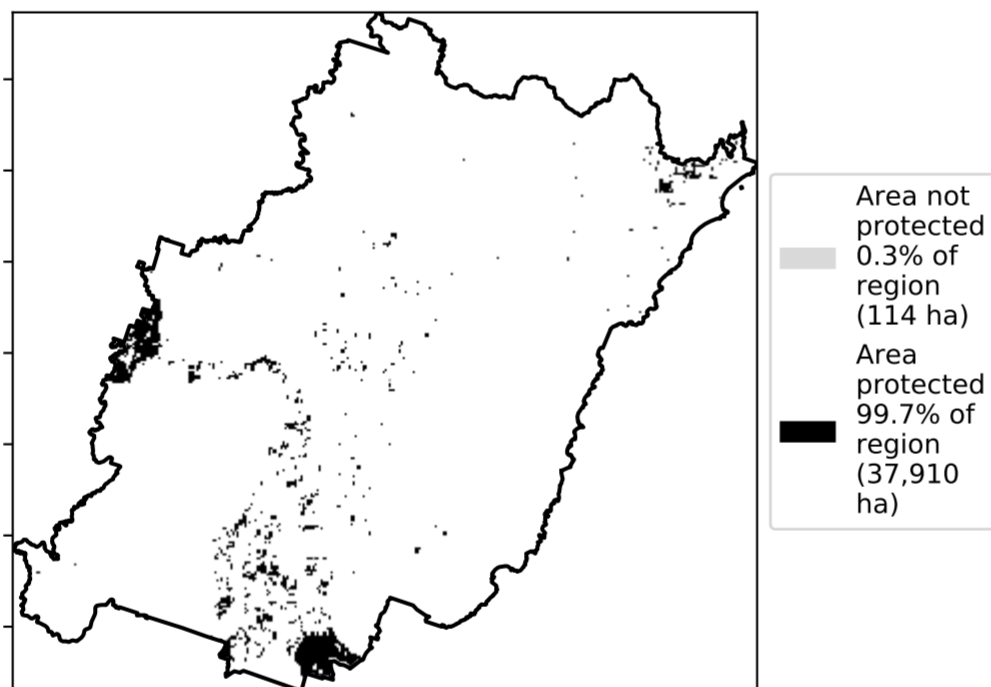 Area not
protected
0.3% of
region
(114 ha)
Area
protected
99.7% of
region
(37,910
ha)